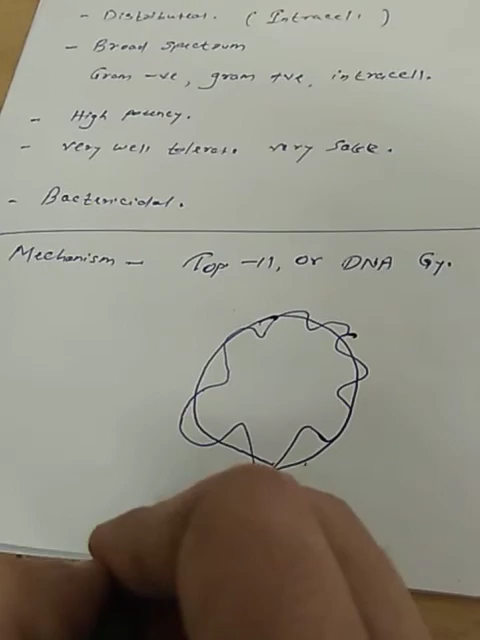 - Distributed. (Intracell.)
- Broad spectrum
Gram -ve, gram +ve, intracell.
- High potency.
- very well tolerate very safe.
- Bactericidal.
Mechanism - Top -II, or DNA Gy.